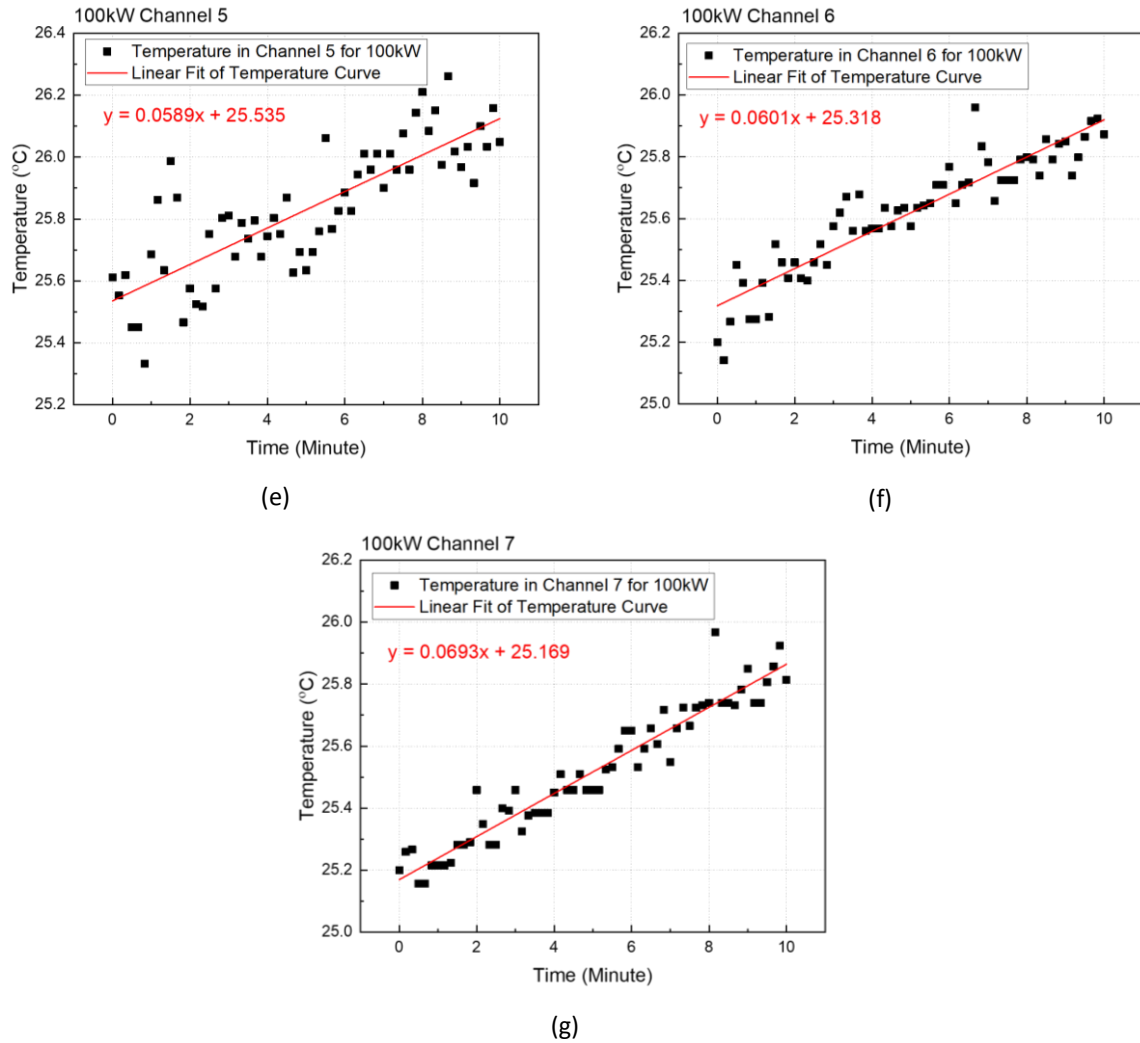 100kW Channel 5
Temperature in Channel 5 for 100kW
Linear Fit of Temperature Curve
y = 0.0589x + 25.535
26.4
26.2
26.0
25.8
25.6
25.4
25.2
Temperature (°C)
0 2 4 6 8 10
Time (Minute)
(e)
100kW Channel 6
Temperature in Channel 6 for 100kW
Linear Fit of Temperature Curve
y = 0.0601x + 25.318
26.2
26.0
25.8
25.6
25.4
25.2
25.0
Temperature (°C)
0 2 4 6 8 10
Time (Minute)
(f)
100kW Channel 7
Temperature in Channel 7 for 100kW
Linear Fit of Temperature Curve
y = 0.0693x + 25.169
26.2
26.0
25.8
25.6
25.4
25.2
25.0
Temperature (°C)
0 2 4 6 8 10
Time (Minute)
(g)